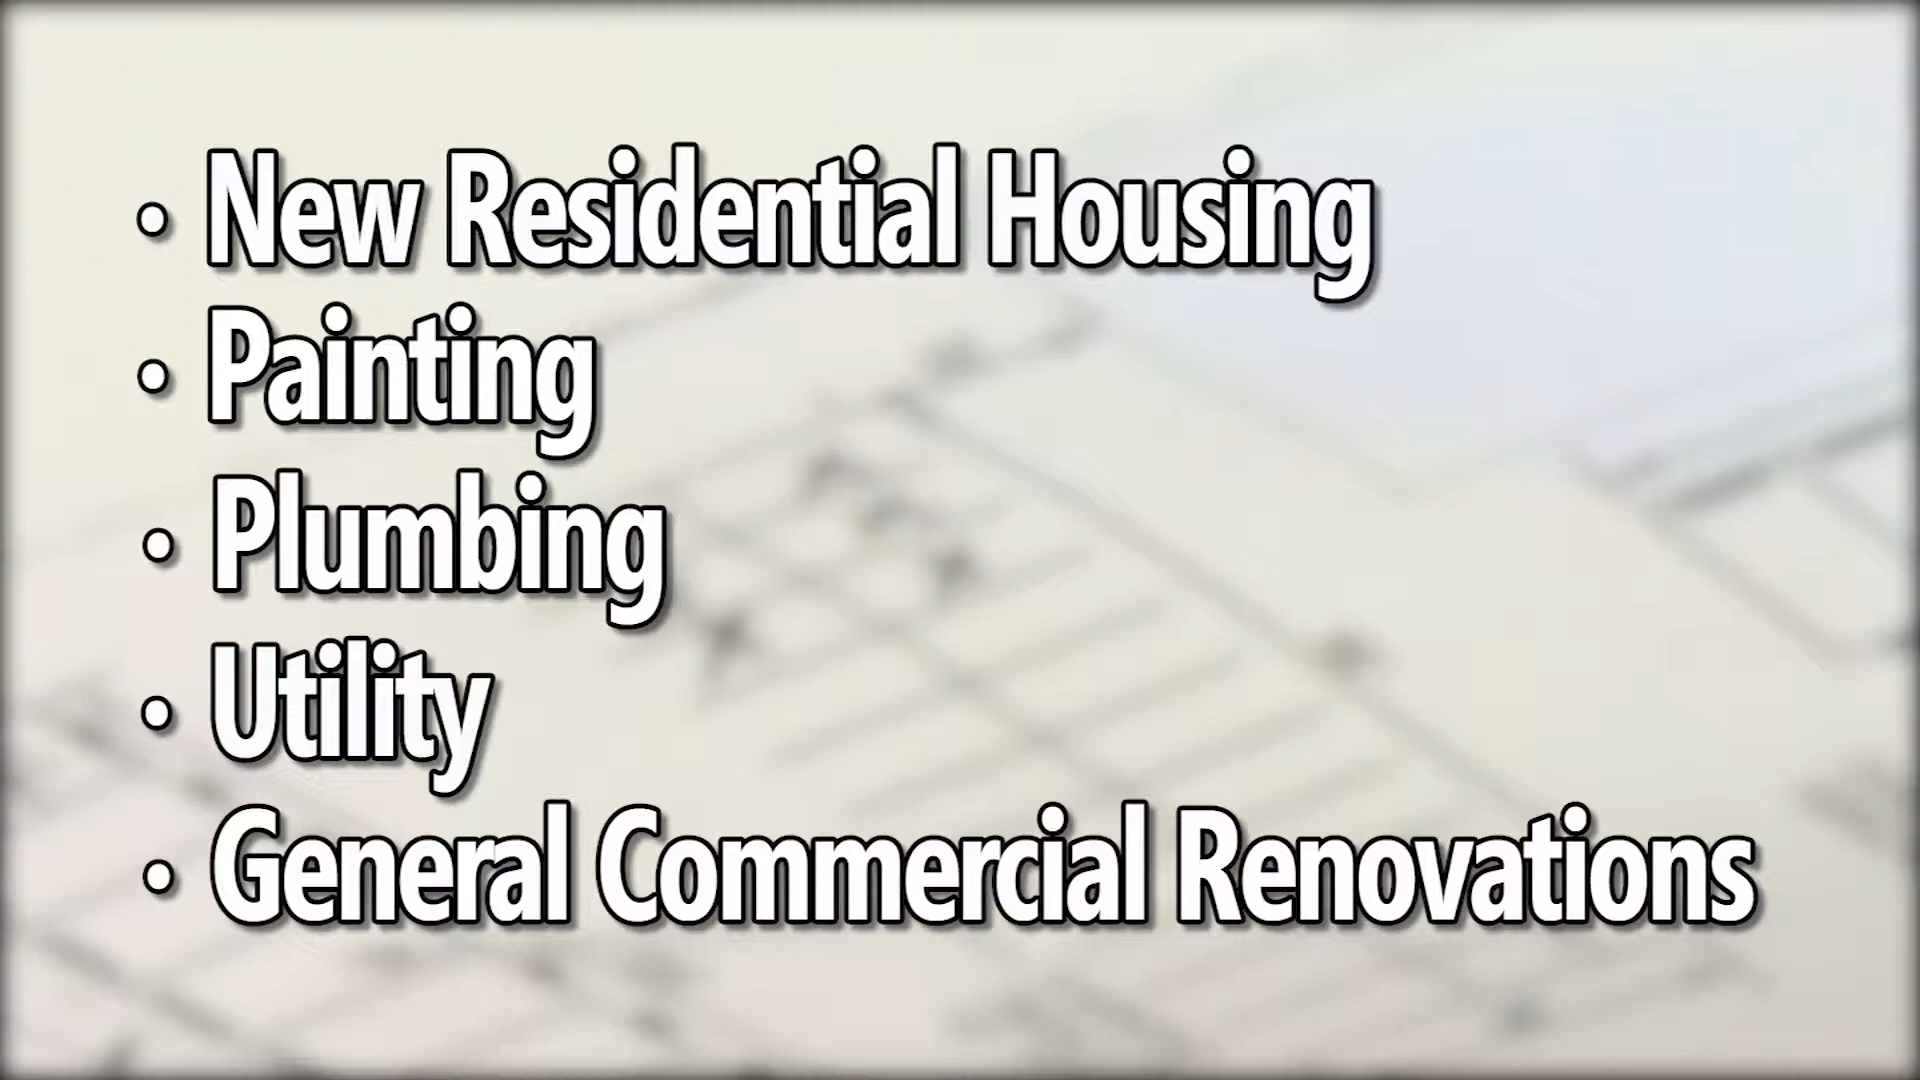 • New Residential Housing
• Painting
• Plumbing
• Utility
• General Commercial Renovations